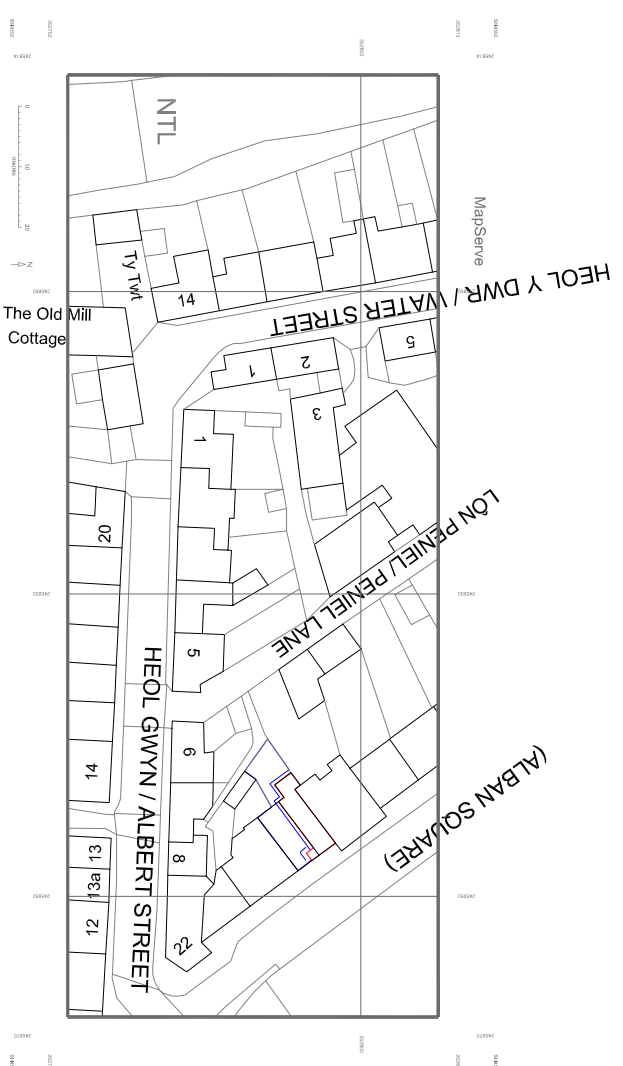 NTL
MapServe
0
10
20
metres
N
HEOL Y DWR / WATER STREET
Ty Twt
14
The Old Mill
Cottage
1
2
5
3
1
20
LÔN PENIEL / PENIEL LANE
5
HEOL GWYN / ALBERT STREET
6
14
(ALBAN SQUARE)
13
13a
8
12
22